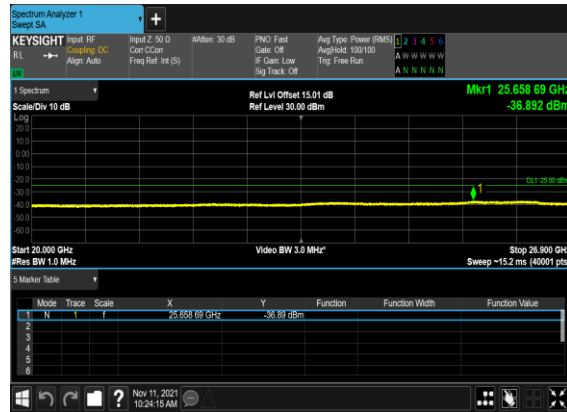 Spectrum Analyzer 1
Swept SA
+
KEYSIGHT Input: RF Input Z: 50 Ω #Atten: 30 dB PNO: Fast Avg Type: Power (RMS) 1 2 3 4 5 6
RL Coupling: DC Corr CCorr Gate: Off Avg|Hold: 100/100 A W W W W W
Align: Auto Freq Ref: Int (S) IF Gain: Low Trig: Free Run
Sig Track: Off A N N N N N
1 Spectrum Ref Lvl Offset 15.01 dB Mkr1 25.658 69 GHz
Scale/Div 10 dB Ref Level 30.00 dBm -36.892 dBm
Log
20.0
10.0
0.00
-10.0
-20.0
DL1 -25.00 dBm
-30.0
1
-40.0
-50.0
-60.0
Start 20.000 GHz Video BW 3.0 MHz* Stop 26.900 GHz
#Res BW 1.0 MHz Sweep ~15.2 ms (40001 pts)
5 Marker Table
Mode Trace Scale X Y Function Function Width Function Value
1 N 1 f 25.658 69 GHz -36.89 dBm
2
3
4
5
6
? Nov 11, 2021
10:24:15 AM